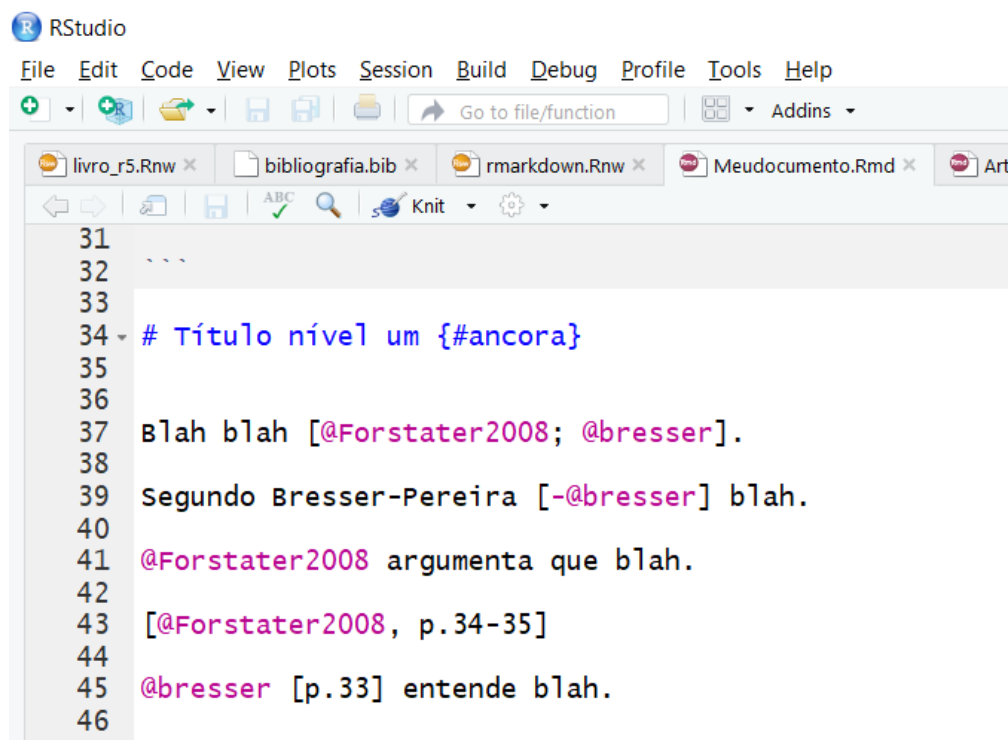 RStudio
File Edit Code View Plots Session Build Debug Profile Tools Help
Go to file/function Addins
livro_r5.Rnw bibliografia.bib rmarkdown.Rnw Meudocumento.Rmd Art
ABC Knit
31
32 ```
33
34 # Título nível um {#ancora}
35
36
37 Blah blah [@Forstater2008; @bresser].
38
39 Segundo Bresser-Pereira [-@bresser] blah.
40
41 @Forstater2008 argumenta que blah.
42
43 [@Forstater2008, p.34-35]
44
45 @bresser [p.33] entende blah.
46